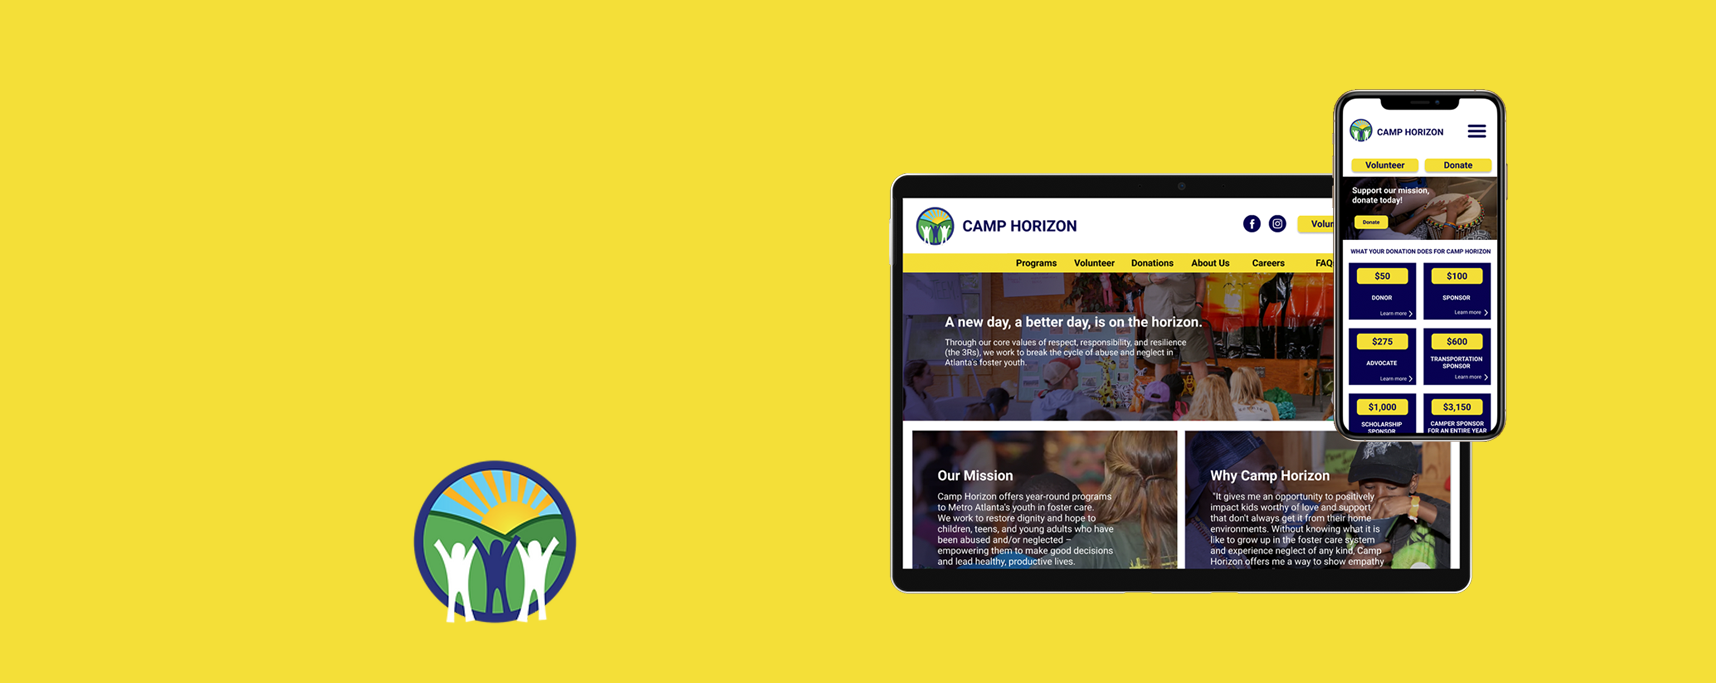 CAMP HORIZON
Volun
Programs Volunteer Donations About Us Careers FAQ
A new day, a better day, is on the horizon.
Through our core values of respect, responsibility, and resilience
(the 3Rs), we work to break the cycle of abuse and neglect in
Atlanta's foster youth.
Our Mission
Camp Horizon offers year-round programs
to Metro Atlanta's youth in foster care.
We work to restore dignity and hope to
children, teens, and young adults who have
been abused and/or neglected –
empowering them to make good decisions
and lead healthy, productive lives.
Why Camp Horizon
"It gives me an opportunity to positively
impact kids worthy of love and support
that don't always get it from their home
environments. Without knowing what it is
like to grow up in the foster care system
and experience neglect of any kind, Camp
Horizon offers me a way to show empathy
CAMP HORIZON
Volunteer Donate
Support our mission,
donate today!
Donate
WHAT YOUR DONATION DOES FOR CAMP HORIZON
$50
DONOR
Learn more
$100
SPONSOR
Learn more
$275
ADVOCATE
Learn more
$600
TRANSPORTATION
SPONSOR
Learn more
$1,000
SCHOLARSHIP
SPONSOR
$3,150
CAMPER SPONSOR
FOR AN ENTIRE YEAR